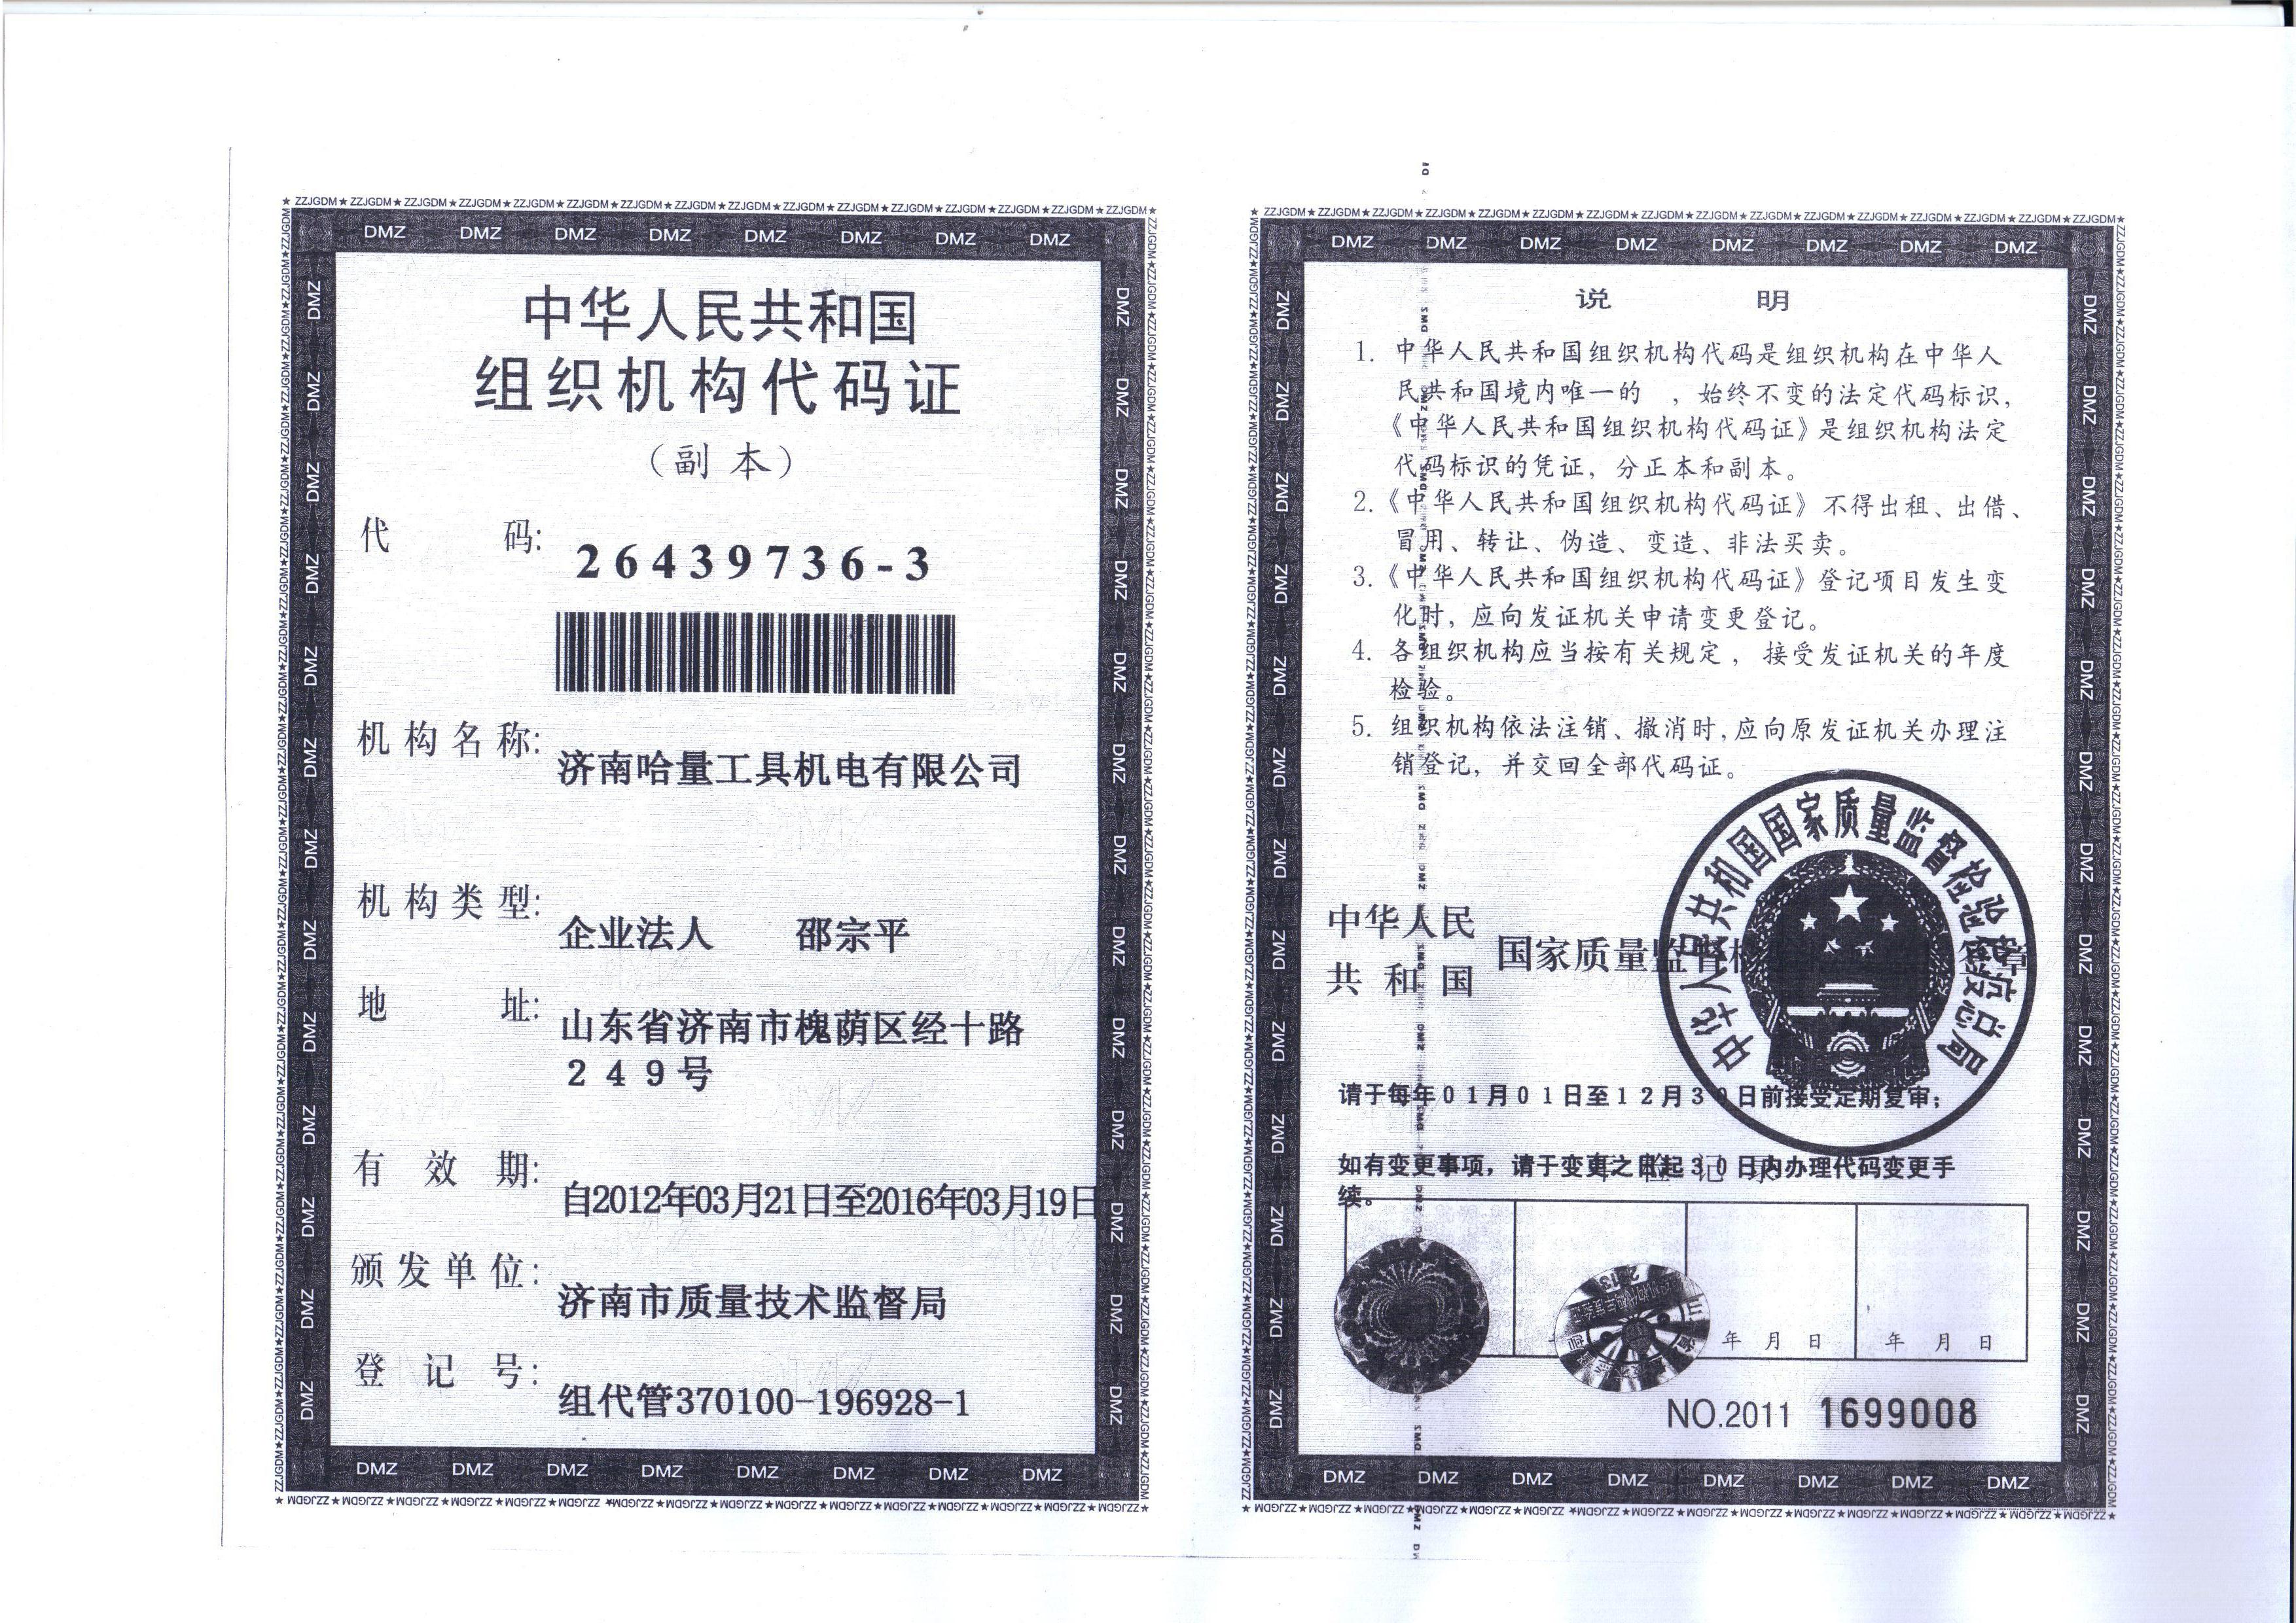 中华人民共和国
组织机构代码证
（副本）
代 码: 26439736-3
机构名称: 济南哈量工具机电有限公司
机构类型: 企业法人 邵宗平
地 址: 山东省济南市槐荫区经十路
249号
有 效 期: 自2012年03月21日至2016年03月19日
颁发单位: 济南市质量技术监督局
登 记 号: 组代管370100-196928-1
说 明
1. 中华人民共和国组织机构代码是组织机构在中华人
民共和国境内唯一的 ，始终不变的法定代码标识，
《中华人民共和国组织机构代码证》是组织机构法定
代码标识的凭证，分正本和副本。
2.《中华人民共和国组织机构代码证》不得出租、出借、
冒用、转让、伪造、变造、非法买卖。
3.《中华人民共和国组织机构代码证》登记项目发生变
化时，应向发证机关申请变更登记。
4. 各组织机构应当按有关规定，接受发证机关的年度
检验。
5. 组织机构依法注销、撤消时,应向原发证机关办理注
销登记，并交回全部代码证。
中华人民
共和国
国家质量监督
中华人民共和国国家质量监督检验检疫总局
请于每年01月01日至12月30日前接受定期复审；
如有变更事项，请于变更之日起30日内办理代码变更手
续。
年 月 日 年 月 日
NO.2011 1699008